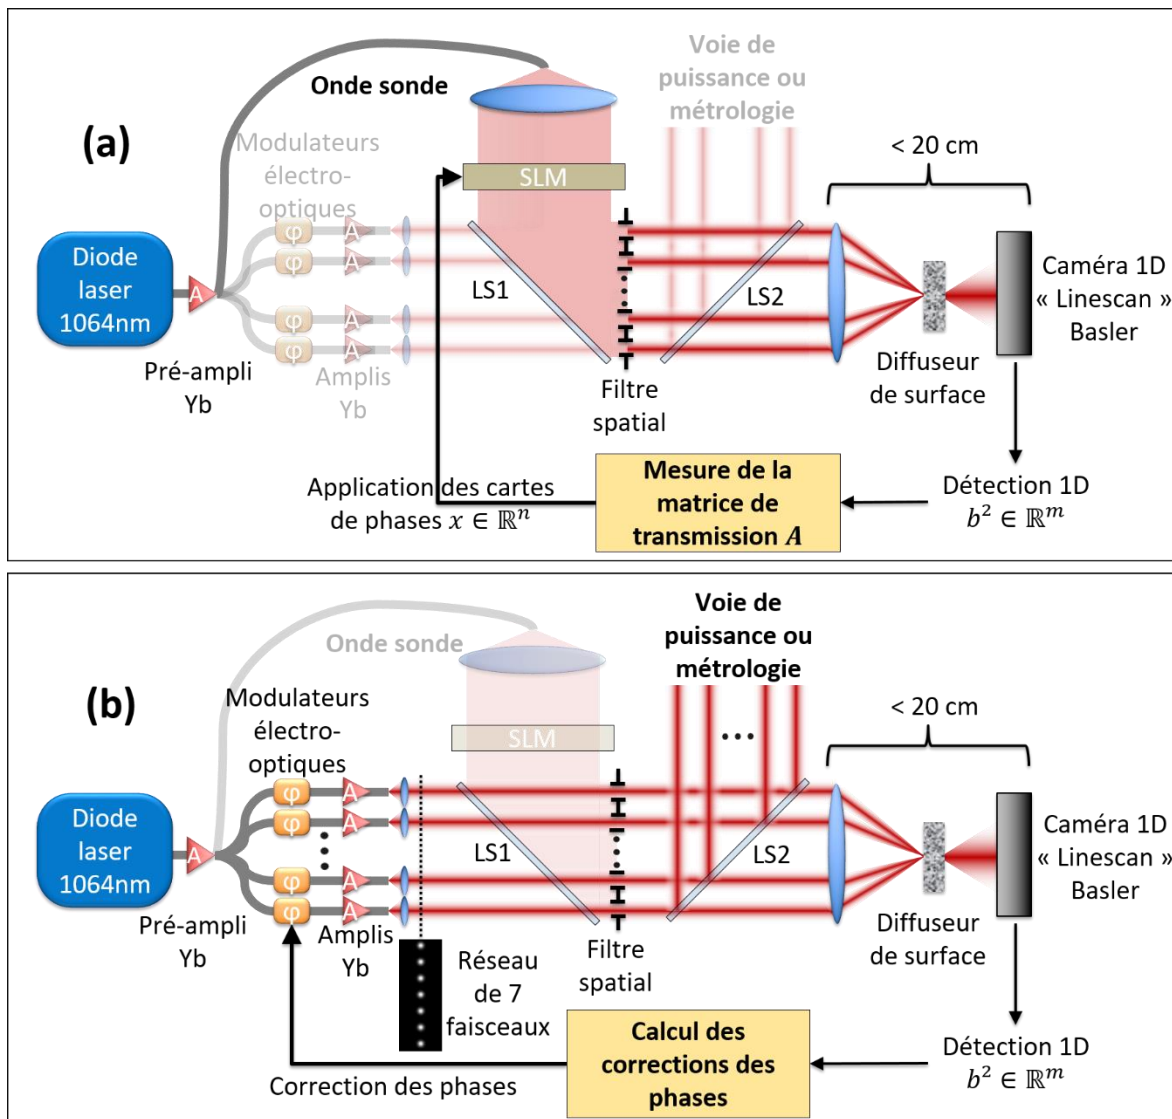 (a)
Onde sonde
Voie de
puissance ou
métrologie
Modulateurs
électro-
optiques
SLM
< 20 cm
Diode
laser
1064nm
A
φ
A
φ
A
φ
A
φ
A
LS1
LS2
Caméra 1D
« Linescan »
Basler
Pré-ampli
Yb
Amplis
Yb
Filtre
spatial
Diffuseur
de surface
Application des cartes
de phases x ∈ ℝⁿ
Mesure de la
matrice de
transmission A
Détection 1D
b² ∈ ℝᵐ
(b)
Onde sonde
Voie de
puissance ou
métrologie
Modulateurs
électro-
optiques
SLM
< 20 cm
Diode
laser
1064nm
A
φ
A
φ
A
φ
A
φ
A
LS1
LS2
Caméra 1D
« Linescan »
Basler
Pré-ampli
Yb
Amplis
Yb
Réseau
de 7
faisceaux
Filtre
spatial
Diffuseur
de surface
Correction des phases
Calcul des
corrections des
phases
Détection 1D
b² ∈ ℝᵐ